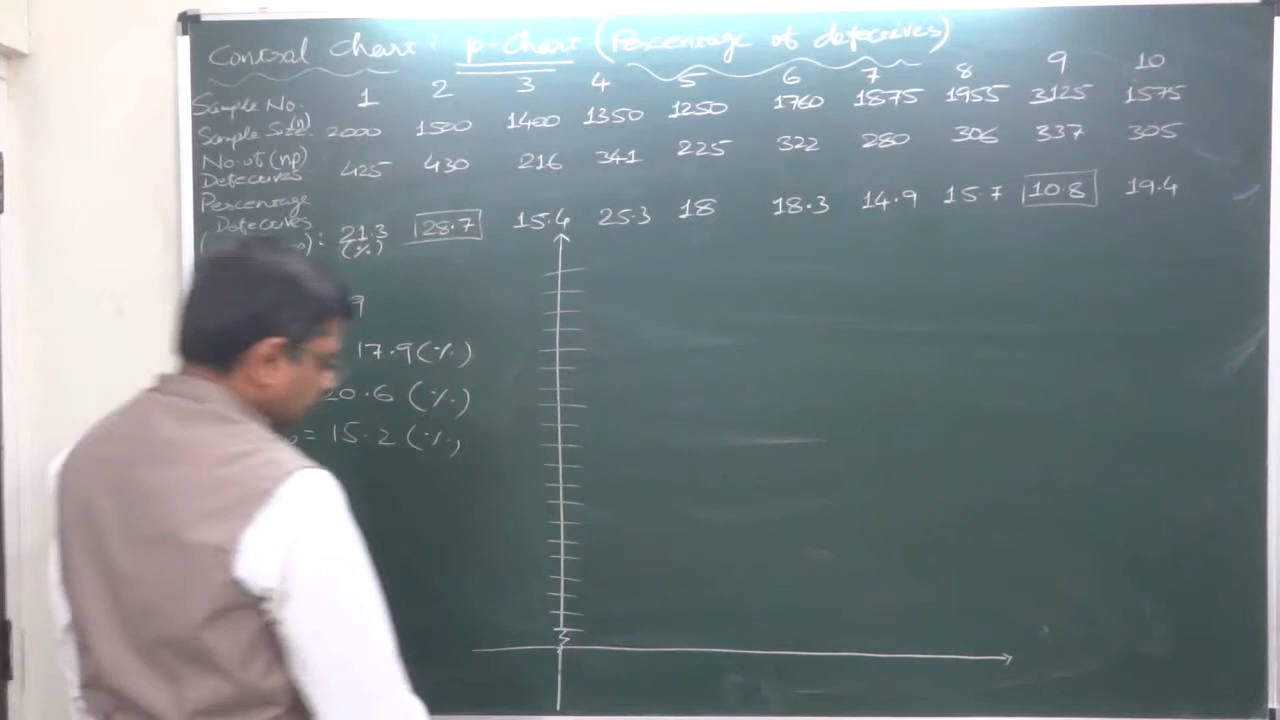 Control Chart: p-Chart (Percentage of defectives)
Sample No. 1 2 3 4 5 6 7 8 9 10
Sample Size(n): 2000 1500 1400 1350 1250 1760 1875 1955 3125 1575
No. of (np) Defectives 425 430 216 341 225 322 280 306 337 305
Percentage Defectives : 21.3 (%) 28.7 15.4 25.3 18 18.3 14.9 15.7 10.8 19.4
9
17.9 (%)
20.6 (%)
= 15.2 (%)